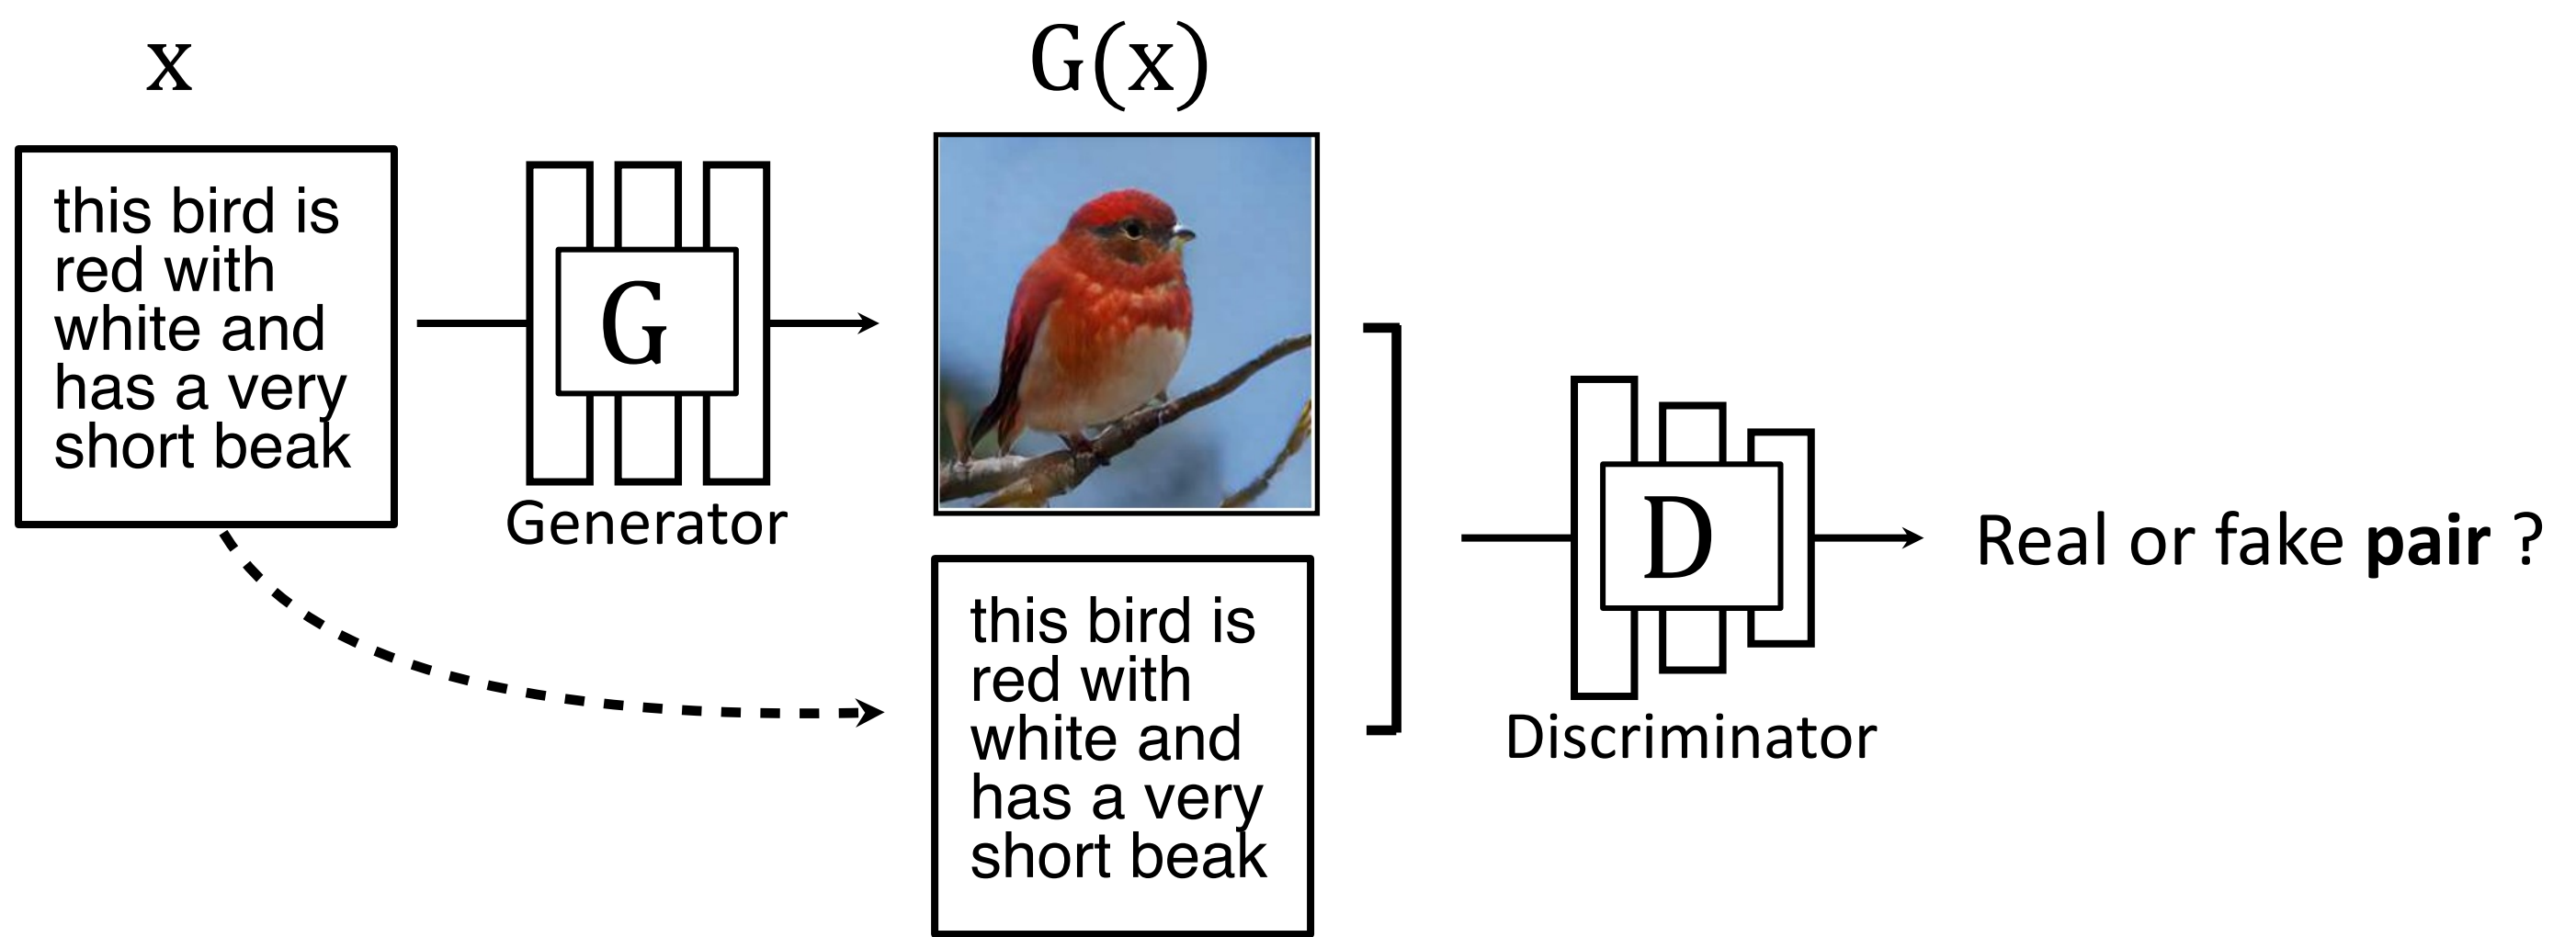 x
this bird is
red with
white and
has a very
short beak
G
Generator
G(x)
this bird is
red with
white and
has a very
short beak
D
Discriminator
Real or fake pair ?